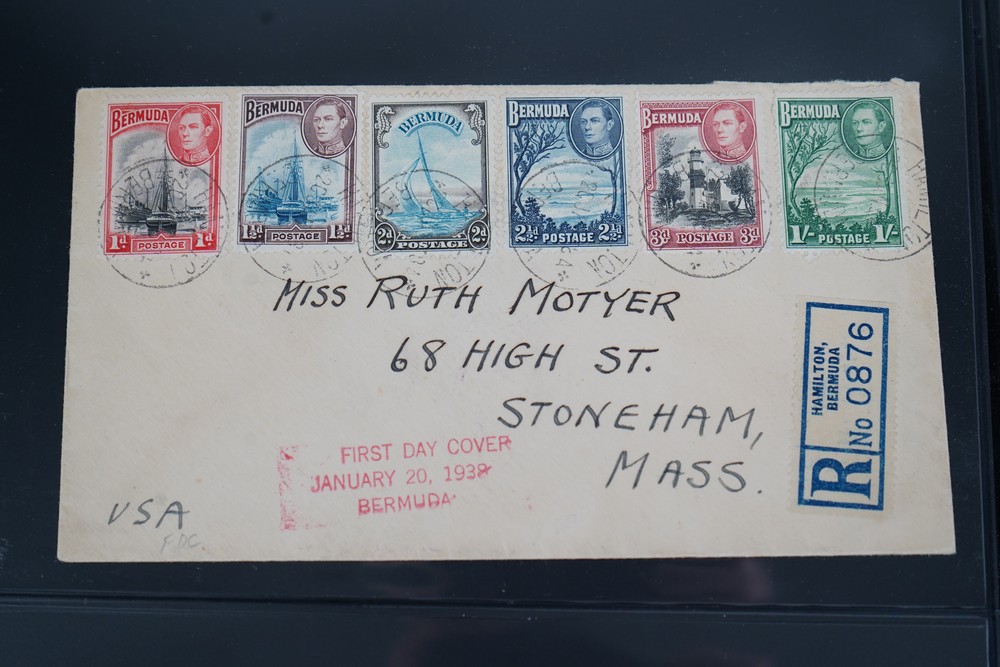 BERMUDA
1d POSTAGE 1d
BERMUDA
1½d POSTAGE 1½d
BERMUDA
2d POSTAGE 2d
BERMUDA
2½d POSTAGE 2½d
BERMUDA
3d POSTAGE 3d
BERMUDA
1/- POSTAGE 1/-
MISS RUTH MOTYER
68 HIGH ST.
STONEHAM,
MASS.
HAMILTON,
BERMUDA
R No 0876
FIRST DAY COVER
JANUARY 20, 1938
BERMUDA
USA
F.D.C.